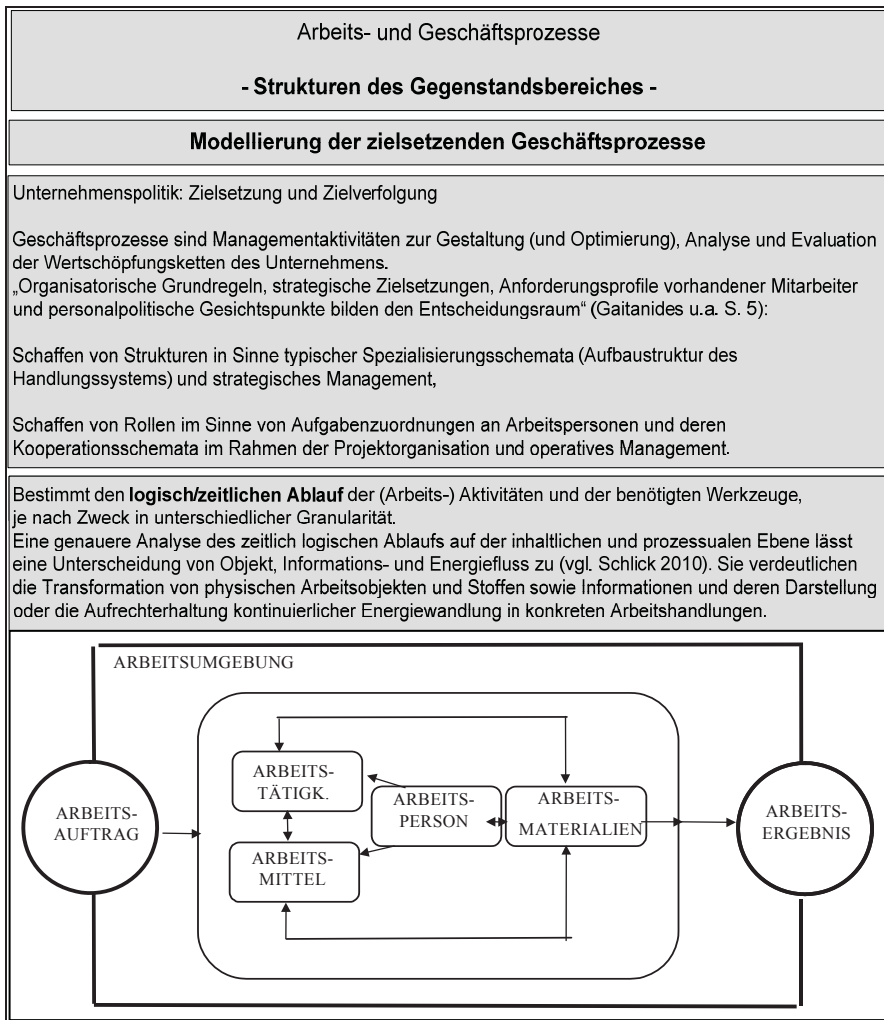 Arbeits- und Geschäftsprozesse
- Strukturen des Gegenstandsbereiches -
Modellierung der zielsetzenden Geschäftsprozesse
Unternehmenspolitik: Zielsetzung und Zielverfolgung
Geschäftsprozesse sind Managementaktivitäten zur Gestaltung (und Optimierung), Analyse und Evaluation
der Wertschöpfungsketten des Unternehmens.
„Organisatorische Grundregeln, strategische Zielsetzungen, Anforderungsprofile vorhandener Mitarbeiter
und personalpolitische Gesichtspunkte bilden den Entscheidungsraum“ (Gaitanides u.a. S. 5):
Schaffen von Strukturen in Sinne typischer Spezialisierungsschemata (Aufbaustruktur des
Handlungssystems) und strategisches Management,
Schaffen von Rollen im Sinne von Aufgabenzuordnungen an Arbeitspersonen und deren
Kooperationsschemata im Rahmen der Projektorganisation und operatives Management.
Bestimmt den logisch/zeitlichen Ablauf der (Arbeits-) Aktivitäten und der benötigten Werkzeuge,
je nach Zweck in unterschiedlicher Granularität.
Eine genauere Analyse des zeitlich logischen Ablaufs auf der inhaltlichen und prozessualen Ebene lässt
eine Unterscheidung von Objekt, Informations- und Energiefluss zu (vgl. Schlick 2010). Sie verdeutlichen
die Transformation von physischen Arbeitsobjekten und Stoffen sowie Informationen und deren Darstellung
oder die Aufrechterhaltung kontinuierlicher Energiewandlung in konkreten Arbeitshandlungen.
ARBEITSUMGEBUNG
ARBEITS-
AUFTRAG
ARBEITS-
TÄTIGK.
ARBEITS-
MITTEL
ARBEITS-
PERSON
ARBEITS-
MATERIALIEN
ARBEITS-
ERGEBNIS